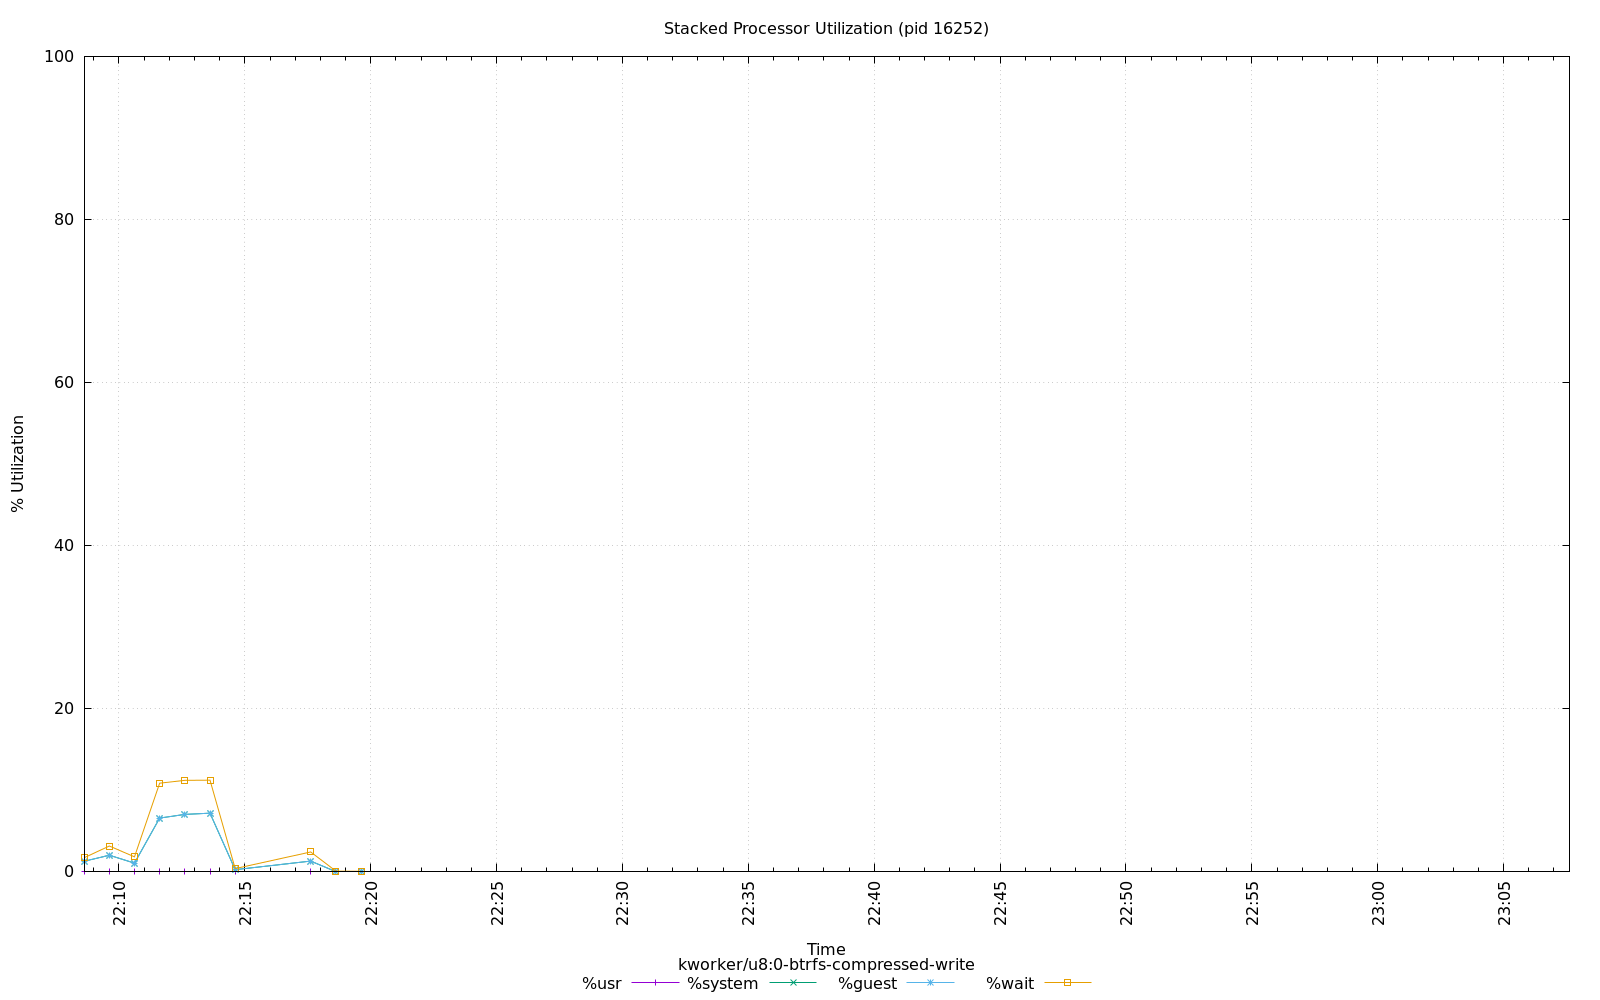 Stacked Processor Utilization (pid 16252)
100
80
60
40
20
0
% Utilization
22:10 22:15 22:20 22:25 22:30 22:35 22:40 22:45 22:50 22:55 23:00 23:05
Time
kworker/u8:0-btrfs-compressed-write
%usr %system %guest %wait